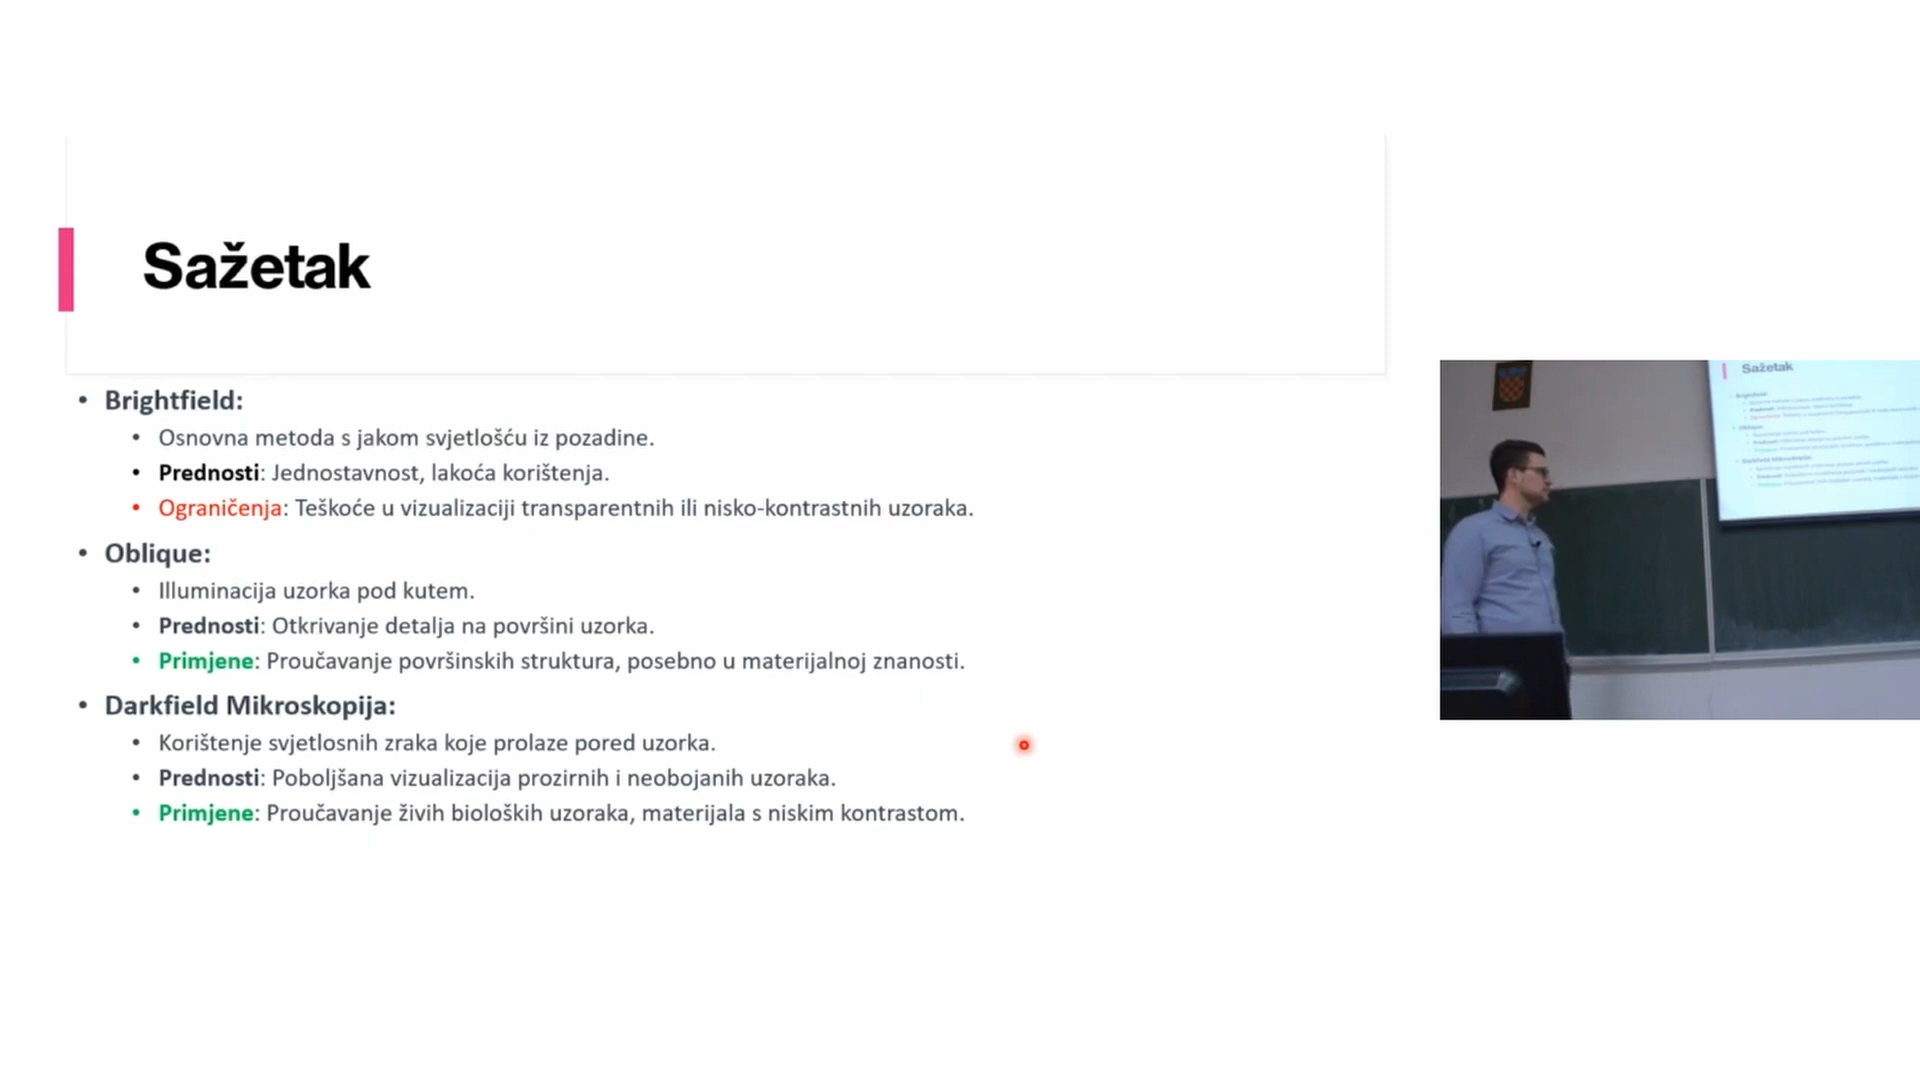 Sažetak
• Brightfield:
• Osnovna metoda s jakom svjetlošću iz pozadine.
• Prednosti: Jednostavnost, lakoća korištenja.
• Ograničenja: Teškoće u vizualizaciji transparentnih ili nisko-kontrastnih uzoraka.
• Oblique:
• Illuminacija uzorka pod kutem.
• Prednosti: Otkrivanje detalja na površini uzorka.
• Primjene: Proučavanje površinskih struktura, posebno u materijalnoj znanosti.
• Darkfield Mikroskopija:
• Korištenje svjetlosnih zraka koje prolaze pored uzorka.
• Prednosti: Poboljšana vizualizacija prozirnih i neobojanih uzoraka.
• Primjene: Proučavanje živih bioloških uzoraka, materijala s niskim kontrastom.
Sažetak